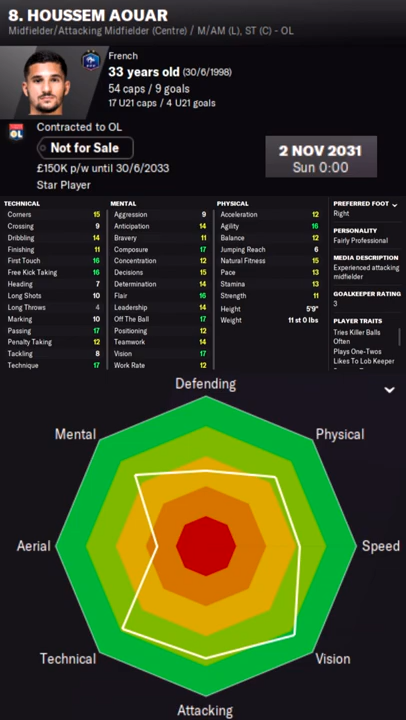 8. HOUSSEM AOUAR
Midfielder/Attacking Midfielder (Centre) / M/AM (L), ST (C) - OL
French
33 years old (30/6/1998)
54 caps / 9 goals
17 U21 caps / 4 U21 goals
Contracted to OL
Not for Sale
£150K p/w until 30/6/2033
Star Player
2 NOV 2031
Sun 0:00
TECHNICAL
Corners 15
Crossing 9
Dribbling 14
Finishing 11
First Touch 16
Free Kick Taking 16
Heading 7
Long Shots 10
Long Throws 4
Marking 10
Passing 17
Penalty Taking 12
Tackling 8
Technique 17
MENTAL
Aggression 9
Anticipation 14
Bravery 11
Composure 17
Concentration 12
Decisions 15
Determination 14
Flair 16
Leadership 14
Off The Ball 17
Positioning 12
Teamwork 14
Vision 17
Work Rate 12
PHYSICAL
Acceleration 12
Agility 16
Balance 12
Jumping Reach 6
Natural Fitness 15
Pace 13
Stamina 13
Strength 11
Height 5'9"
Weight 11 st 0 lbs
PREFERRED FOOT
Right
PERSONALITY
Fairly Professional
MEDIA DESCRIPTION
Experienced attacking
midfielder
GOALKEEPER RATING
3
PLAYER TRAITS
Tries Killer Balls
Often
Plays One-Twos
Likes To Lob Keeper
Defending
Mental
Physical
Aerial
Speed
Technical
Vision
Attacking